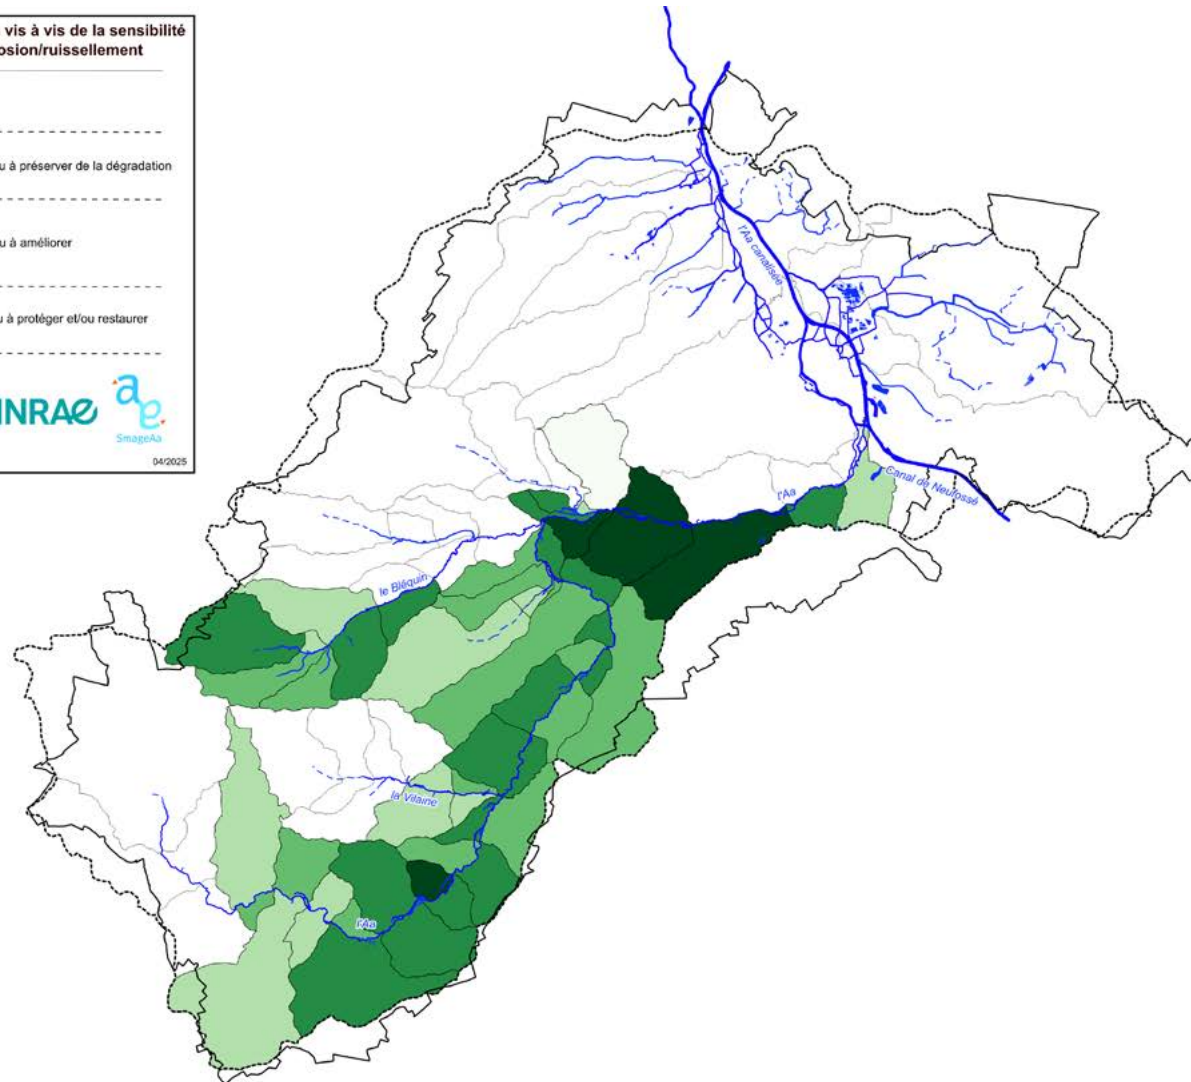 vis à vis de la sensibilité
osion/ruissellement
u à préserver de la dégradation
u à améliorer
u à protéger et/ou restaurer
INRAE
ae
SmageAa
04/2025
l'Aa canalisée
Canal de Neuffossé
l'Aa
le Bléquin
la Vilaine
l'Aa